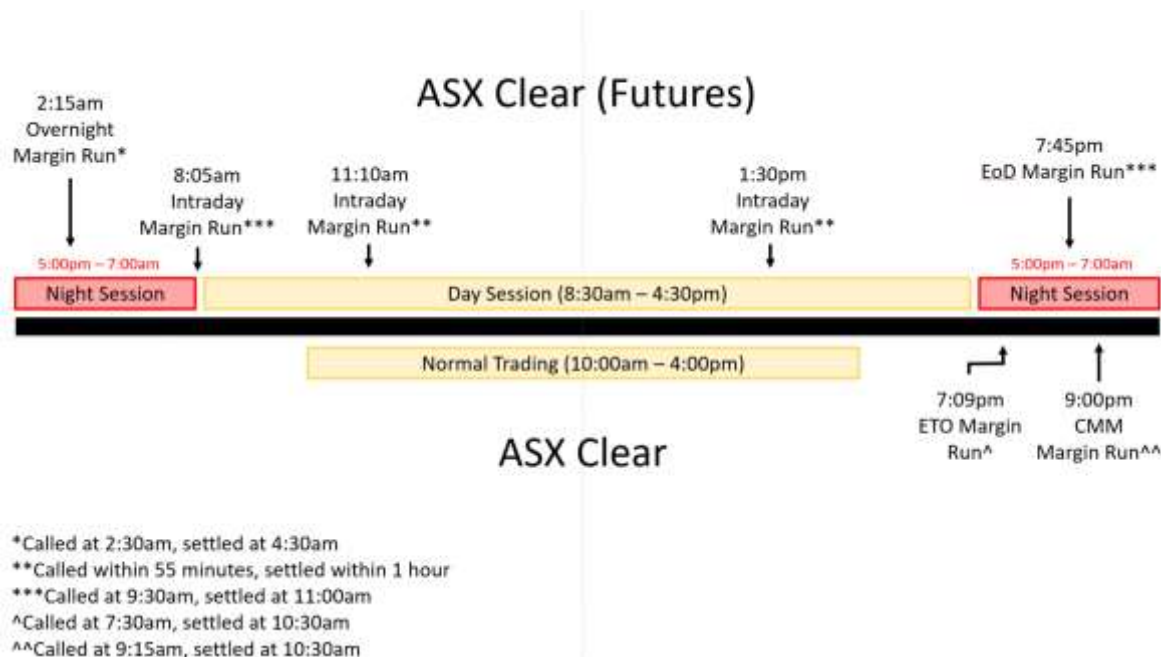 ASX Clear (Futures)
2:15am
Overnight
Margin Run*
8:05am
Intraday
Margin Run***
11:10am
Intraday
Margin Run**
1:30pm
Intraday
Margin Run**
7:45pm
EoD Margin Run***
5:00pm – 7:00am
5:00pm – 7:00am
Night Session
Day Session (8:30am – 4:30pm)
Night Session
Normal Trading (10:00am – 4:00pm)
7:09pm
ETO Margin
Run^
9:00pm
CMM
Margin Run^^
ASX Clear
*Called at 2:30am, settled at 4:30am
**Called within 55 minutes, settled within 1 hour
***Called at 9:30am, settled at 11:00am
^Called at 7:30am, settled at 10:30am
^^Called at 9:15am, settled at 10:30am